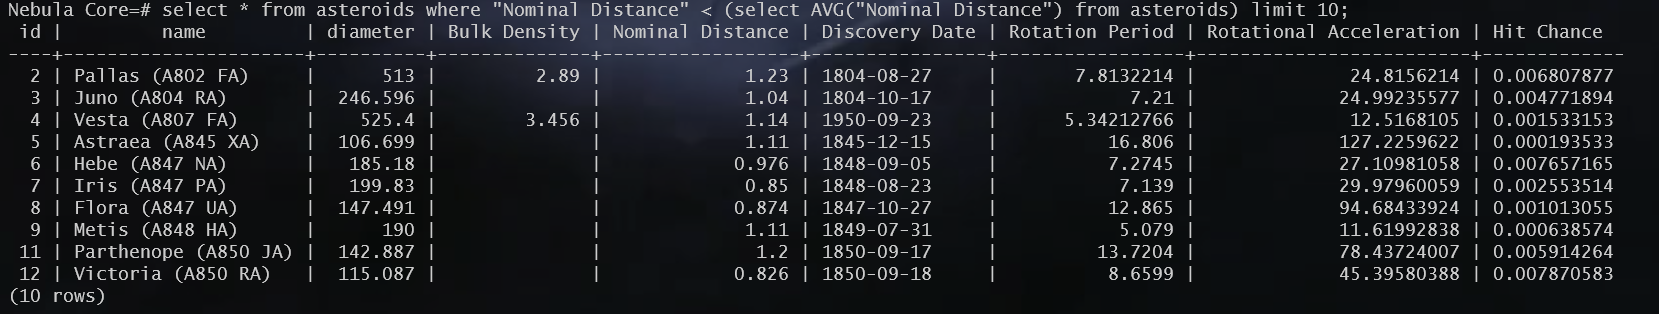 Nebula Core=# select * from asteroids where "Nominal Distance" < (select AVG("Nominal Distance") from asteroids) limit 10;
 id |        name         | diameter | Bulk Density | Nominal Distance | Discovery Date | Rotation Period | Rotational Acceleration | Hit Chance
----+---------------------+----------+--------------+------------------+----------------+-----------------+-------------------------+-------------
  2 | Pallas (A802 FA)    |      513 |         2.89 |             1.23 | 1804-08-27     |       7.8132214 |              24.8156214 | 0.006807877
  3 | Juno (A804 RA)      |  246.596 |              |             1.04 | 1804-10-17     |            7.21 |             24.99235577 | 0.004771894
  4 | Vesta (A807 FA)     |    525.4 |        3.456 |             1.14 | 1950-09-23     |      5.34212766 |              12.5168105 | 0.001533153
  5 | Astraea (A845 XA)   |  106.699 |              |             1.11 | 1845-12-15     |          16.806 |             127.2259622 | 0.000193533
  6 | Hebe (A847 NA)      |   185.18 |              |            0.976 | 1848-09-05     |          7.2745 |             27.10981058 | 0.007657165
  7 | Iris (A847 PA)      |   199.83 |              |             0.85 | 1848-08-23     |           7.139 |             29.97960059 | 0.002553514
  8 | Flora (A847 UA)     |  147.491 |              |            0.874 | 1847-10-27     |          12.865 |             94.68433924 | 0.001013055
  9 | Metis (A848 HA)     |      190 |              |             1.11 | 1849-07-31     |           5.079 |             11.61992838 | 0.000638574
 11 | Parthenope (A850 JA) |  142.887 |              |              1.2 | 1850-09-17     |         13.7204 |             78.43724007 | 0.005914264
 12 | Victoria (A850 RA)  |  115.087 |              |            0.826 | 1850-09-18     |          8.6599 |             45.39580388 | 0.007870583
(10 rows)